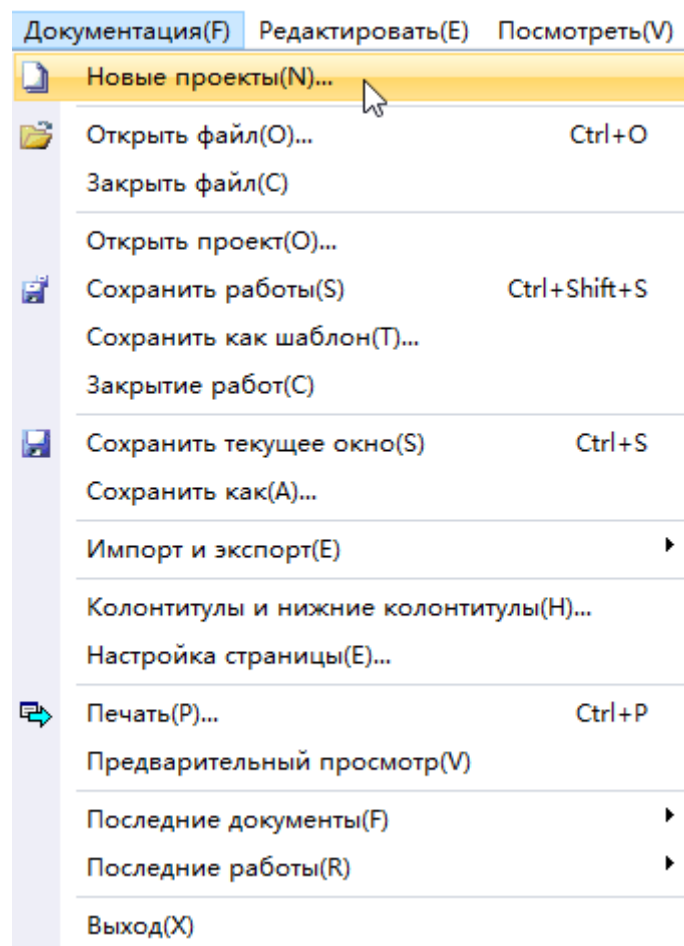 Документация(F) Редактировать(E) Посмотреть(V)
Новые проекты(N)...
Открыть файл(O)... Ctrl+O
Закрыть файл(C)
Открыть проект(O)...
Сохранить работы(S) Ctrl+Shift+S
Сохранить как шаблон(T)...
Закрытие работ(C)
Сохранить текущее окно(S) Ctrl+S
Сохранить как(A)...
Импорт и экспорт(E)
Колонтитулы и нижние колонтитулы(H)...
Настройка страницы(E)...
Печать(P)... Ctrl+P
Предварительный просмотр(V)
Последние документы(F)
Последние работы(R)
Выход(X)